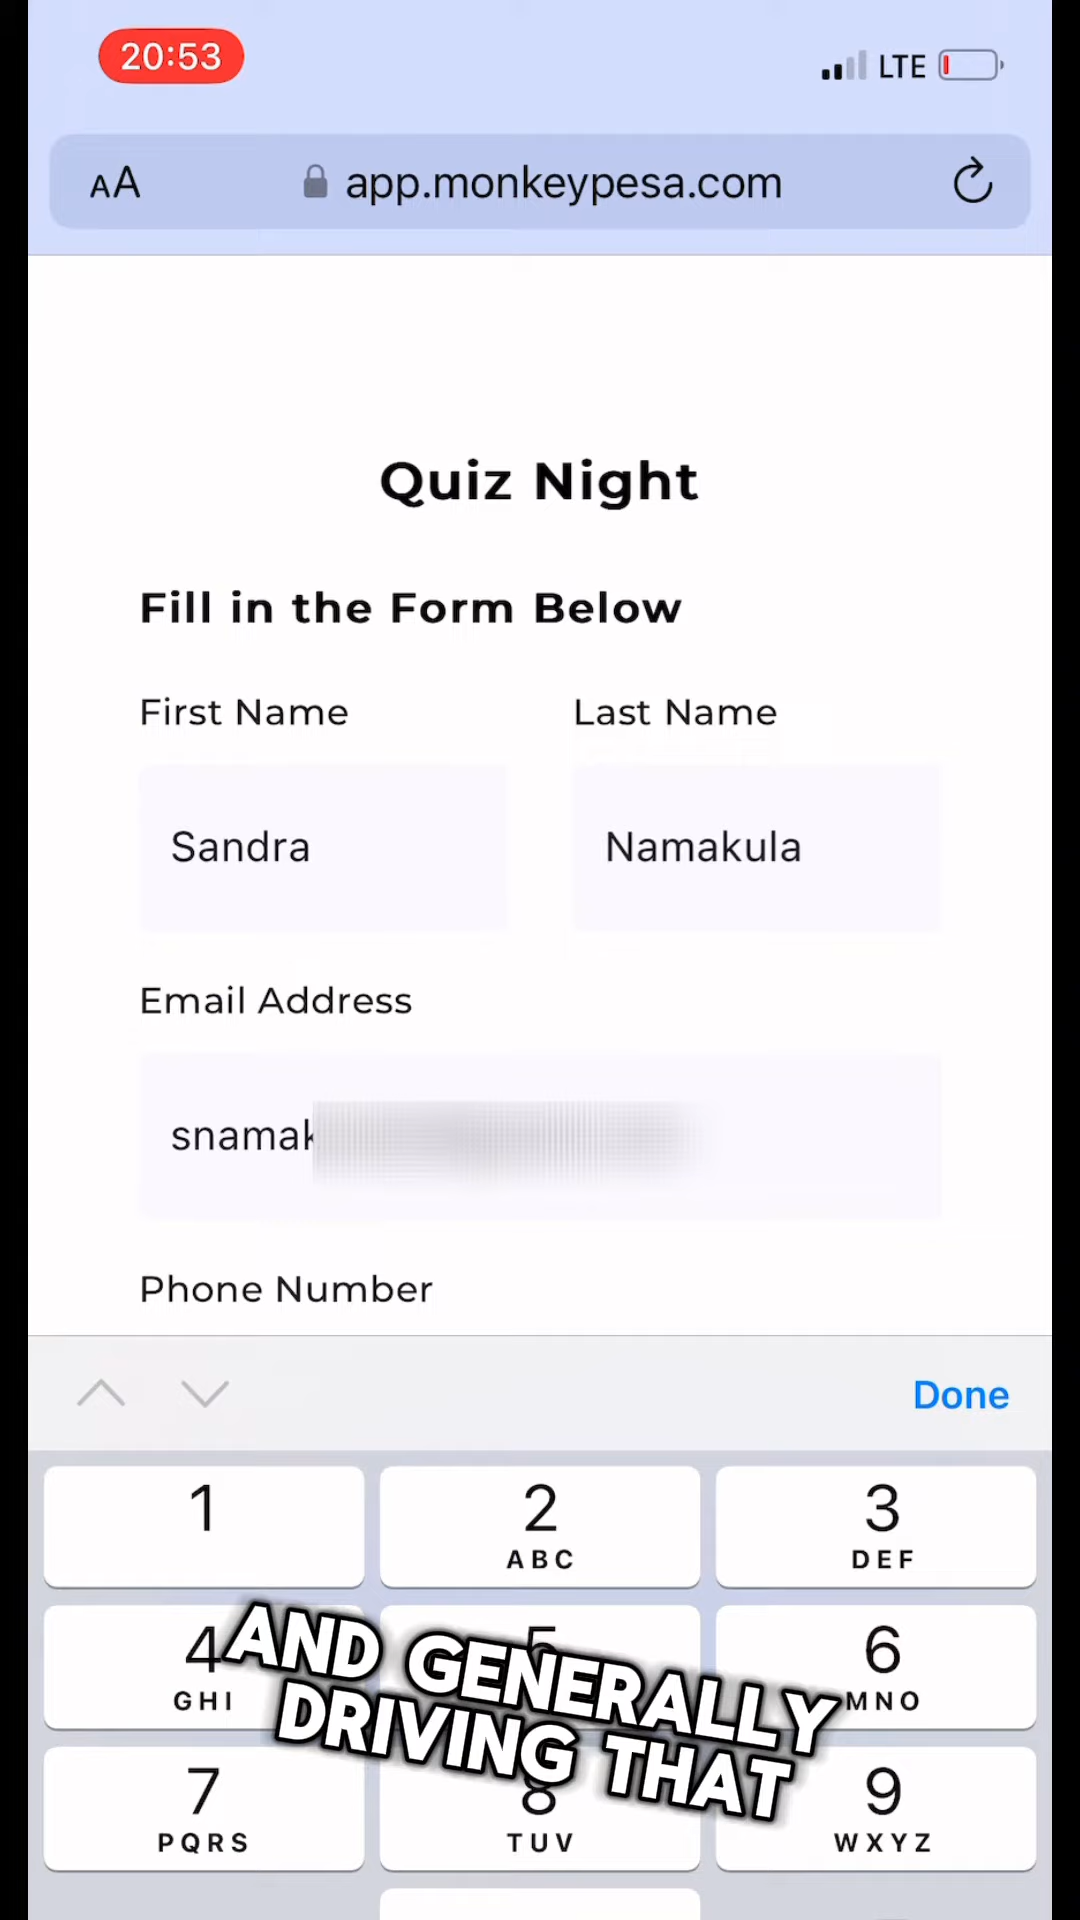 20:53
LTE
AA
app.monkeypesa.com
Quiz Night
Fill in the Form Below
First Name
Last Name
Sandra
Namakula
Email Address
snamak
Phone Number
Done
1
2
ABC
3
DEF
4
GHI
5
6
MNO
7
PQRS
8
TUV
9
WXYZ
AND GENERALLY
DRIVING THAT